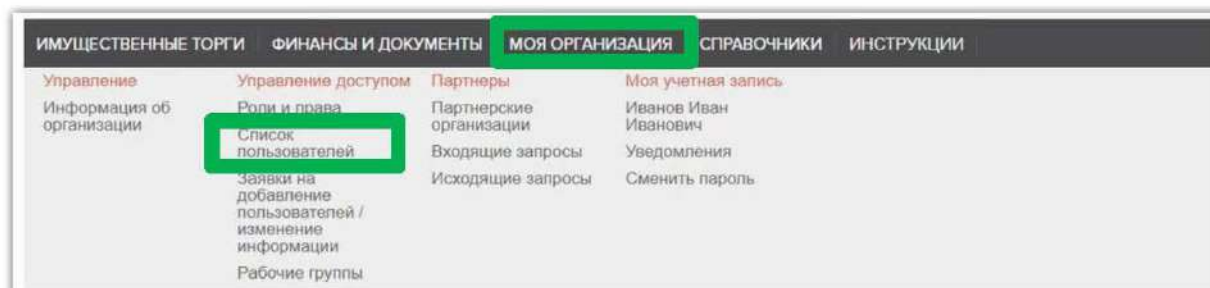 ИМУЩЕСТВЕННЫЕ ТОРГИ ФИНАНСЫ И ДОКУМЕНТЫ МОЯ ОРГАНИЗАЦИЯ СПРАВОЧНИКИ ИНСТРУКЦИИ
Управление
Информация об
организации
Управление доступом
Роли и права
Список
пользователей
Заявки на
добавление
пользователей /
изменение
информации
Рабочие группы
Партнеры
Партнерские
организации
Входящие запросы
Исходящие запросы
Моя учетная запись
Иванов Иван
Иванович
Уведомления
Сменить пароль